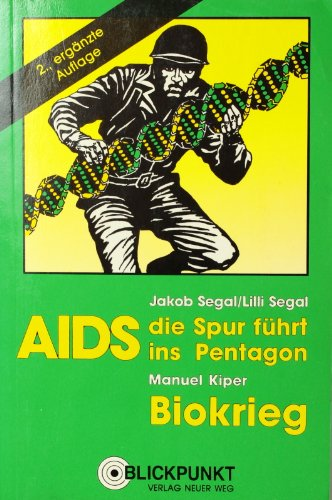 2., ergänzte
Auflage
Jakob Segal/Lilli Segal
AIDS die Spur führt
ins Pentagon
Manuel Kiper
Biokrieg
BLICKPUNKT
VERLAG NEUER WEG